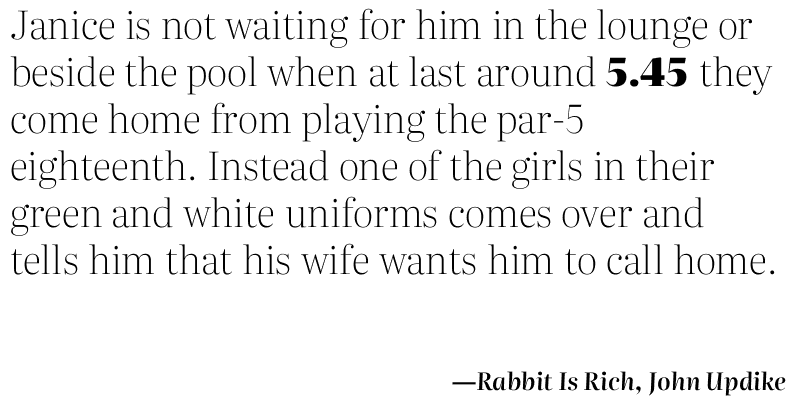 Janice is not waiting for him in the lounge or
beside the pool when at last around 5.45 they
come home from playing the par-5
eighteenth. Instead one of the girls in their
green and white uniforms comes over and
tells him that his wife wants him to call home.
—Rabbit Is Rich, John Updike